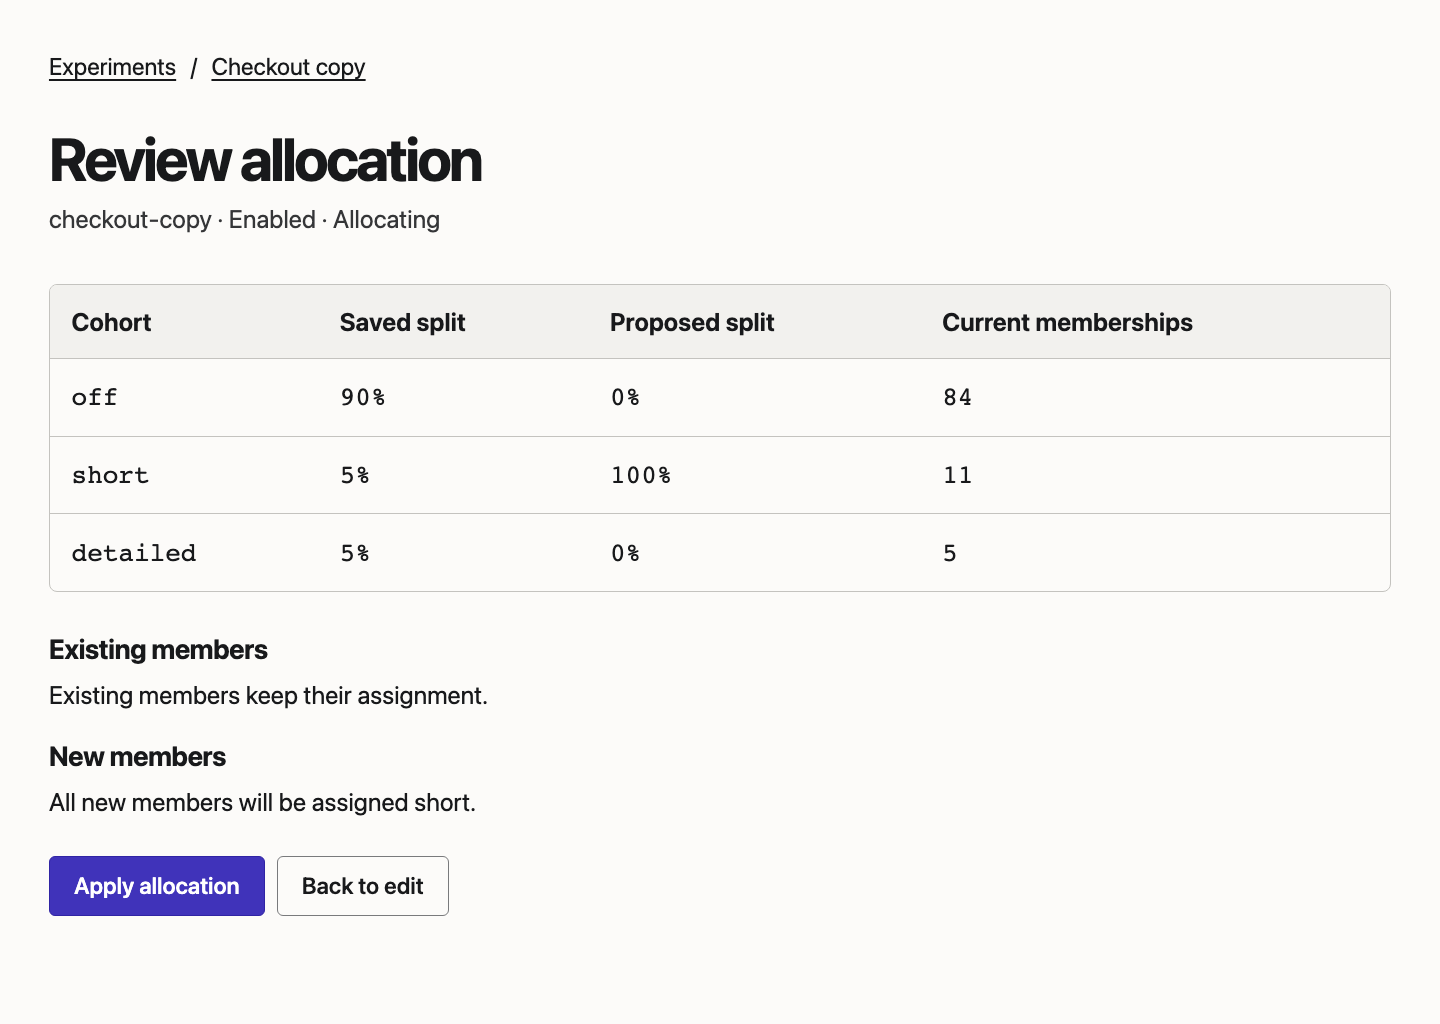 Experiments / Checkout copy
Review allocation
checkout-copy · Enabled · Allocating
Cohort Saved split Proposed split Current memberships
off 90% 0% 84
short 5% 100% 11
detailed 5% 0% 5
Existing members
Existing members keep their assignment.
New members
All new members will be assigned short.
Apply allocation Back to edit